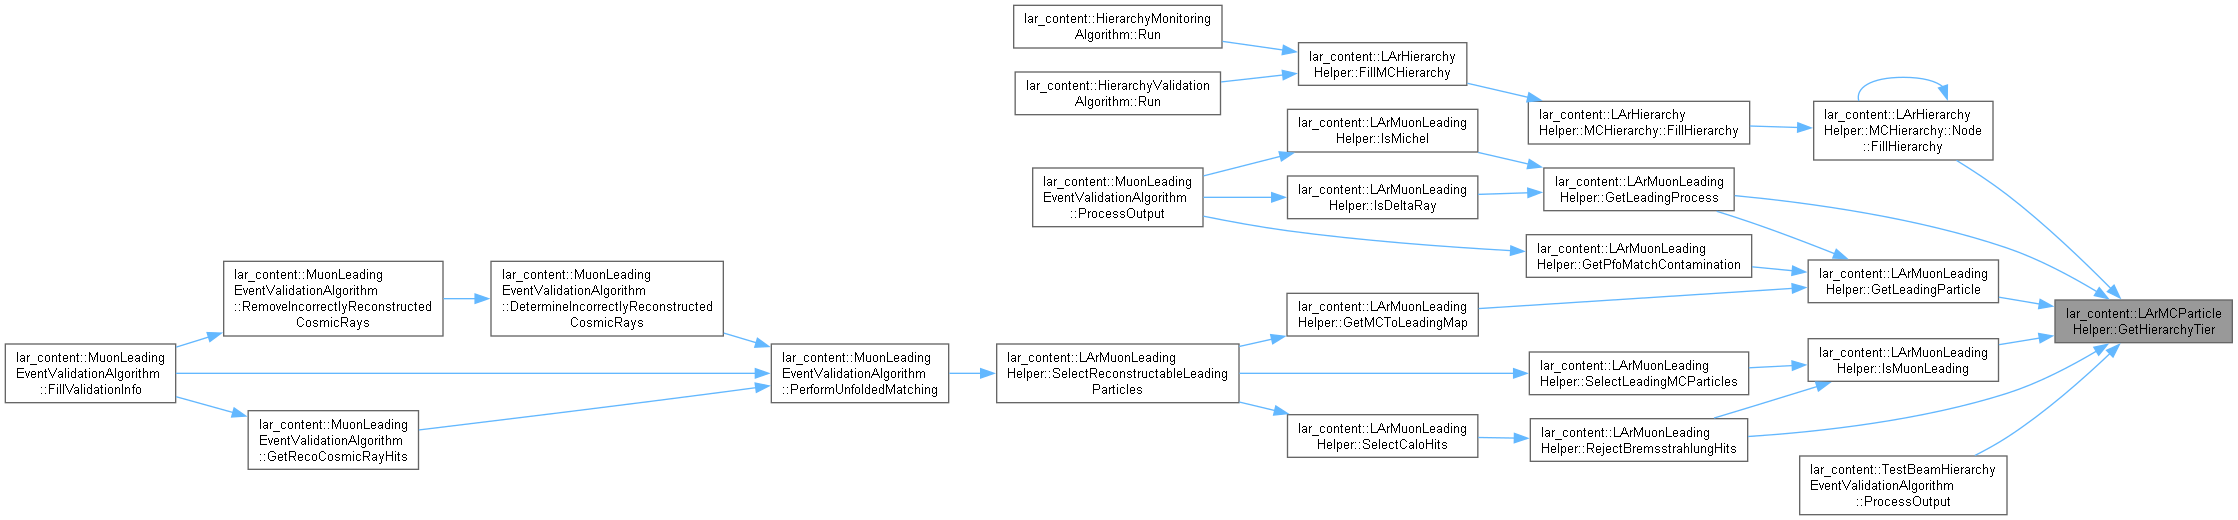 lar_content::HierarchyMonitoring
Algorithm::Run
lar_content::LArHierarchy
Helper::FillMCHierarchy
lar_content::HierarchyValidation
Algorithm::Run
lar_content::LArHierarchy
Helper::MCHierarchy::FillHierarchy
lar_content::LArHierarchy
Helper::MCHierarchy::Node
::FillHierarchy
lar_content::LArMuonLeading
Helper::IsMichel
lar_content::MuonLeading
EventValidationAlgorithm
::ProcessOutput
lar_content::LArMuonLeading
Helper::IsDeltaRay
lar_content::LArMuonLeading
Helper::GetLeadingProcess
lar_content::LArMuonLeading
Helper::GetPfoMatchContamination
lar_content::LArMuonLeading
Helper::GetLeadingParticle
lar_content::MuonLeading
EventValidationAlgorithm
::RemoveIncorrectlyReconstructed
CosmicRays
lar_content::MuonLeading
EventValidationAlgorithm
::DetermineIncorrectlyReconstructed
CosmicRays
lar_content::LArMuonLeading
Helper::GetMCToLeadingMap
lar_content::LArMCParticle
Helper::GetHierarchyTier
lar_content::MuonLeading
EventValidationAlgorithm
::FillValidationInfo
lar_content::MuonLeading
EventValidationAlgorithm
::PerformUnfoldedMatching
lar_content::LArMuonLeading
Helper::SelectReconstructableLeading
Particles
lar_content::LArMuonLeading
Helper::SelectLeadingMCParticles
lar_content::LArMuonLeading
Helper::IsMuonLeading
lar_content::MuonLeading
EventValidationAlgorithm
::GetRecoCosmicRayHits
lar_content::LArMuonLeading
Helper::SelectCaloHits
lar_content::LArMuonLeading
Helper::RejectBremsstrahlungHits
lar_content::TestBeamHierarchy
EventValidationAlgorithm
::ProcessOutput